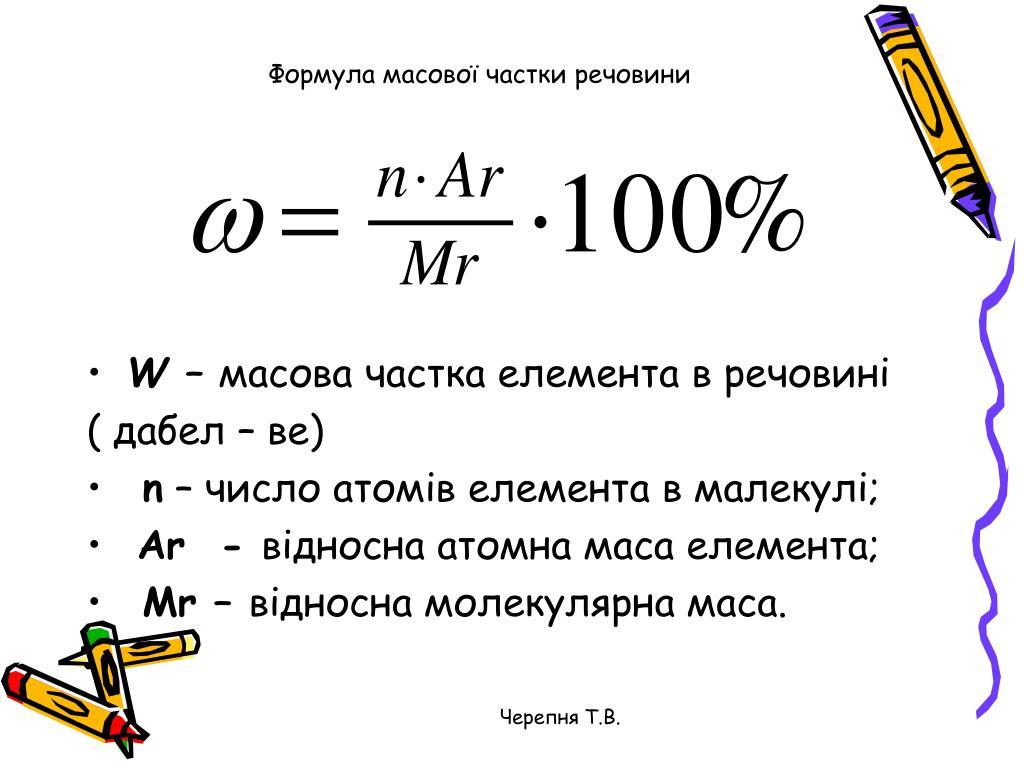 Формула масової частки речовини
ω = n · Ar / Mr · 100%
• W – масова частка елемента в речовині
( дабел – ве)
• n – число атомів елемента в малекулі;
• Ar - відносна атомна маса елемента;
• Mr – відносна молекулярна маса.
Черепня Т.В.